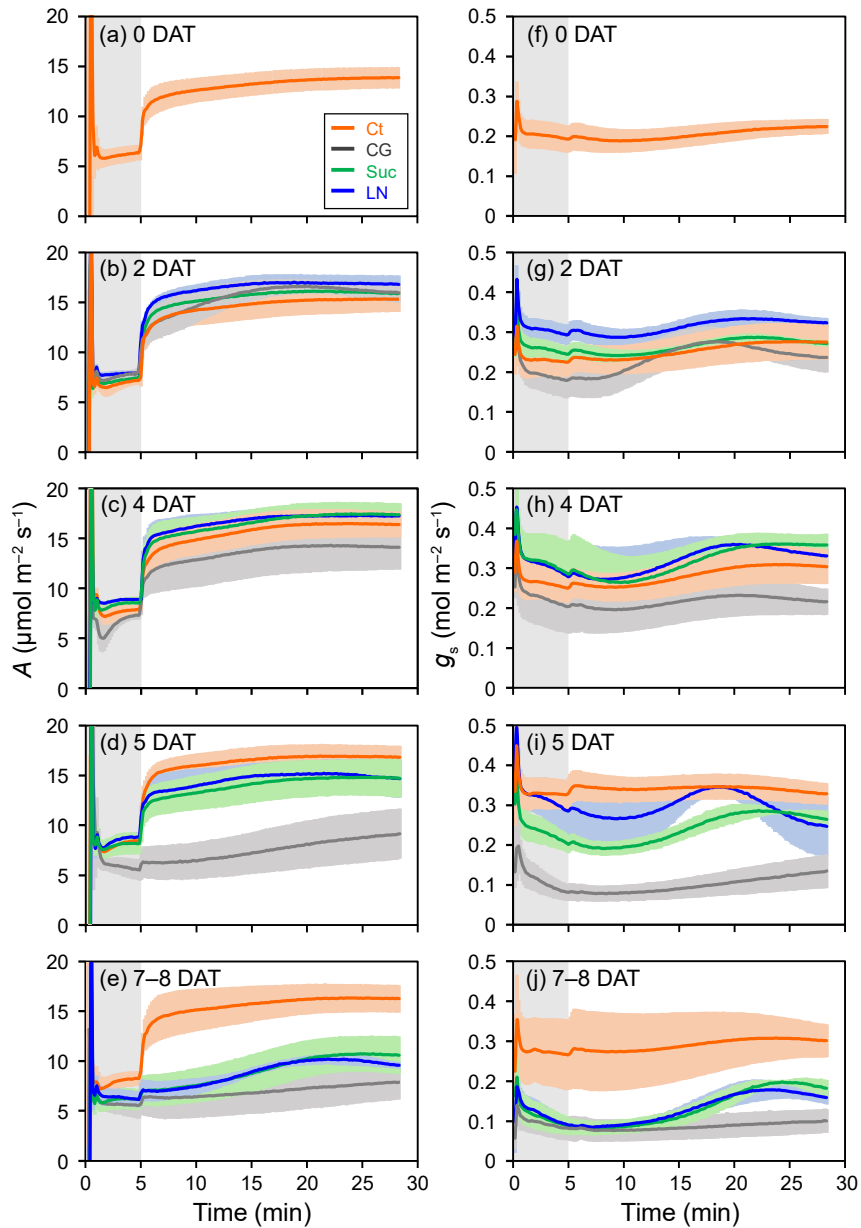 (a) 0 DAT
20
15
10
5
0
Ct
CG
Suc
LN
(f) 0 DAT
0.5
0.4
0.3
0.2
0.1
0
(b) 2 DAT
20
15
10
5
0
(g) 2 DAT
0.5
0.4
0.3
0.2
0.1
0
(c) 4 DAT
20
15
10
5
0
A (µmol m⁻² s⁻¹)
(h) 4 DAT
0.5
0.4
0.3
0.2
0.1
0
gₛ (mol m⁻² s⁻¹)
(d) 5 DAT
20
15
10
5
0
(i) 5 DAT
0.5
0.4
0.3
0.2
0.1
0
(e) 7–8 DAT
20
15
10
5
0
0 5 10 15 20 25 30
Time (min)
(j) 7–8 DAT
0.5
0.4
0.3
0.2
0.1
0
0 5 10 15 20 25 30
Time (min)